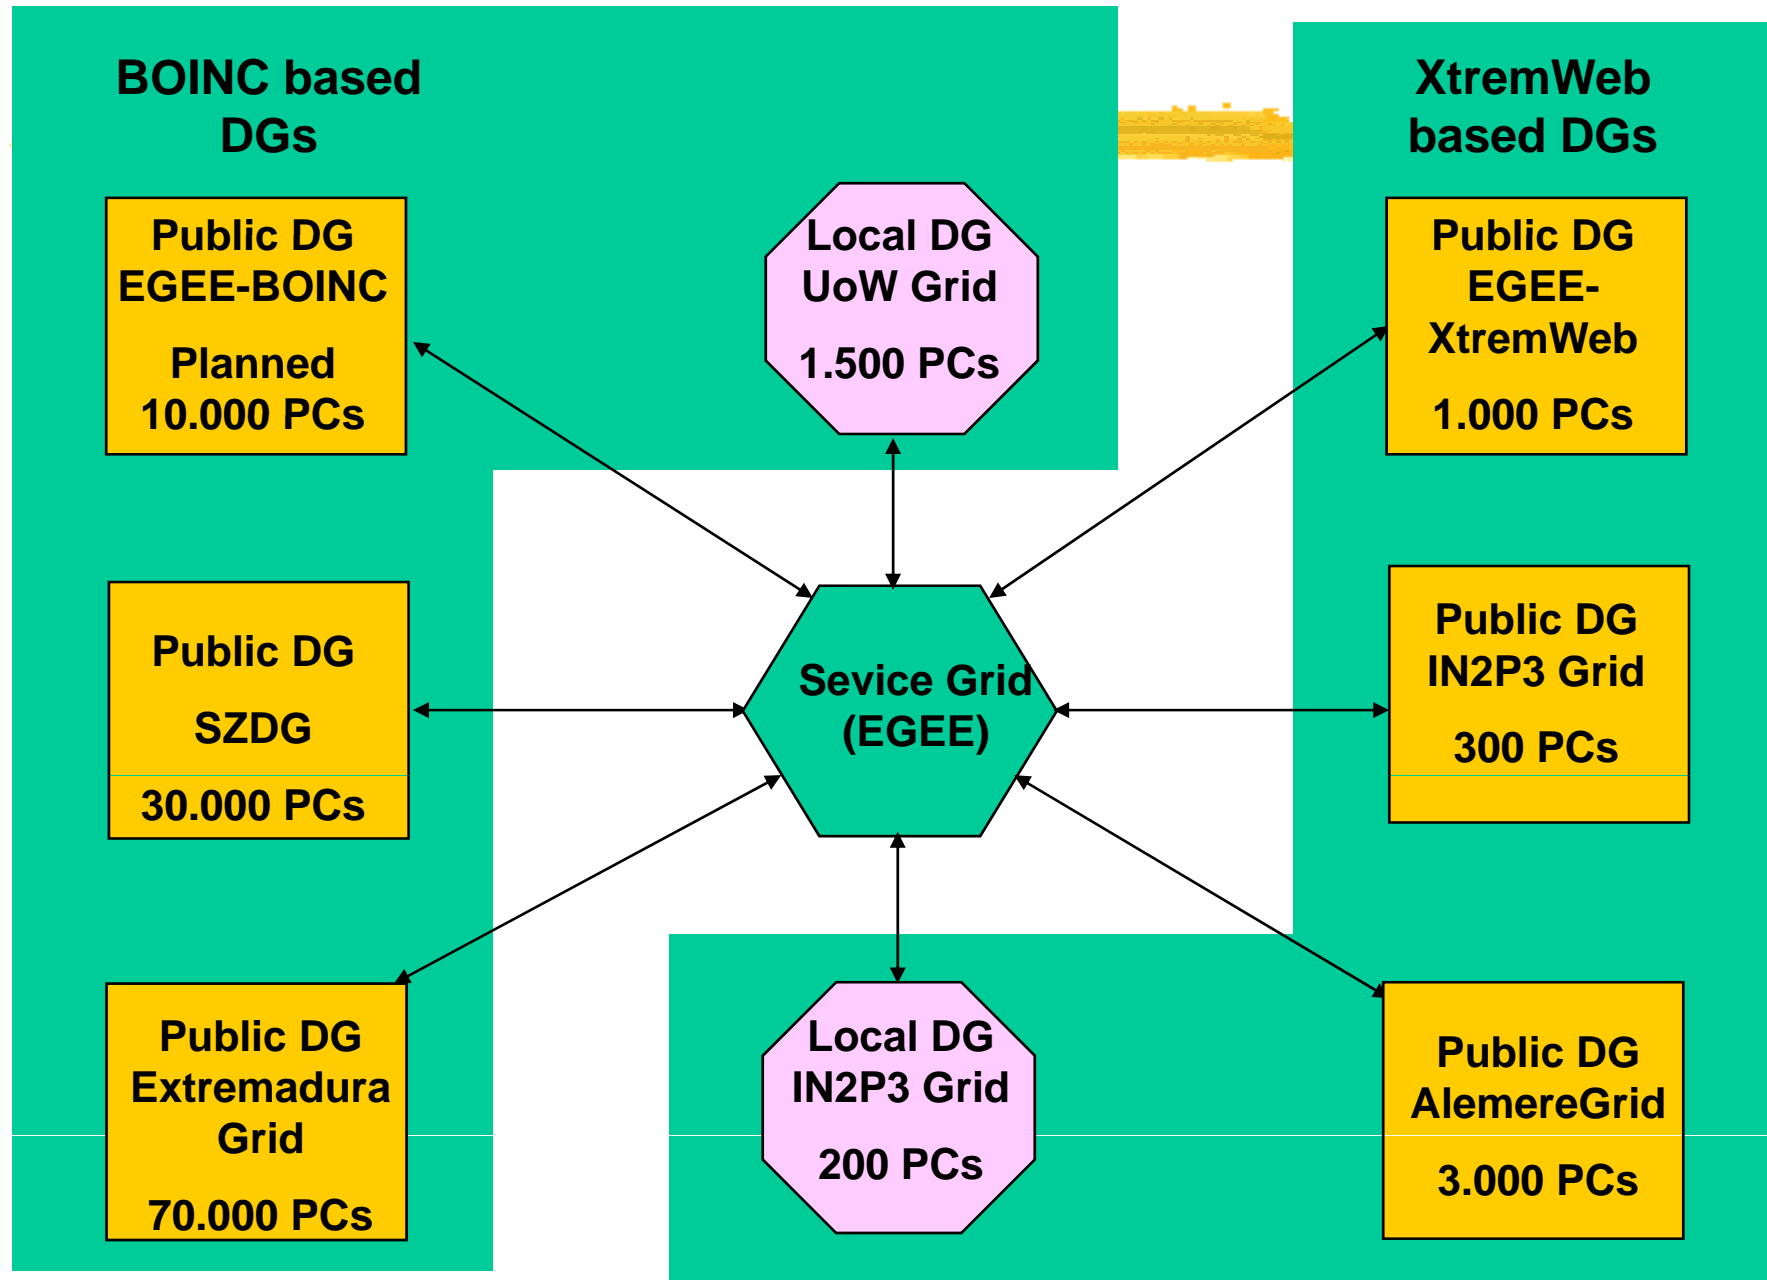 BOINC based
DGs
XtremWeb
based DGs
Public DG
EGEE-BOINC
Planned
10.000 PCs
Local DG
UoW Grid
1.500 PCs
Public DG
EGEE-
XtremWeb
1.000 PCs
Public DG
SZDG
30.000 PCs
Sevice Grid
(EGEE)
Public DG
IN2P3 Grid
300 PCs
Public DG
Extremadura
Grid
70.000 PCs
Local DG
IN2P3 Grid
200 PCs
Public DG
AlemereGrid
3.000 PCs